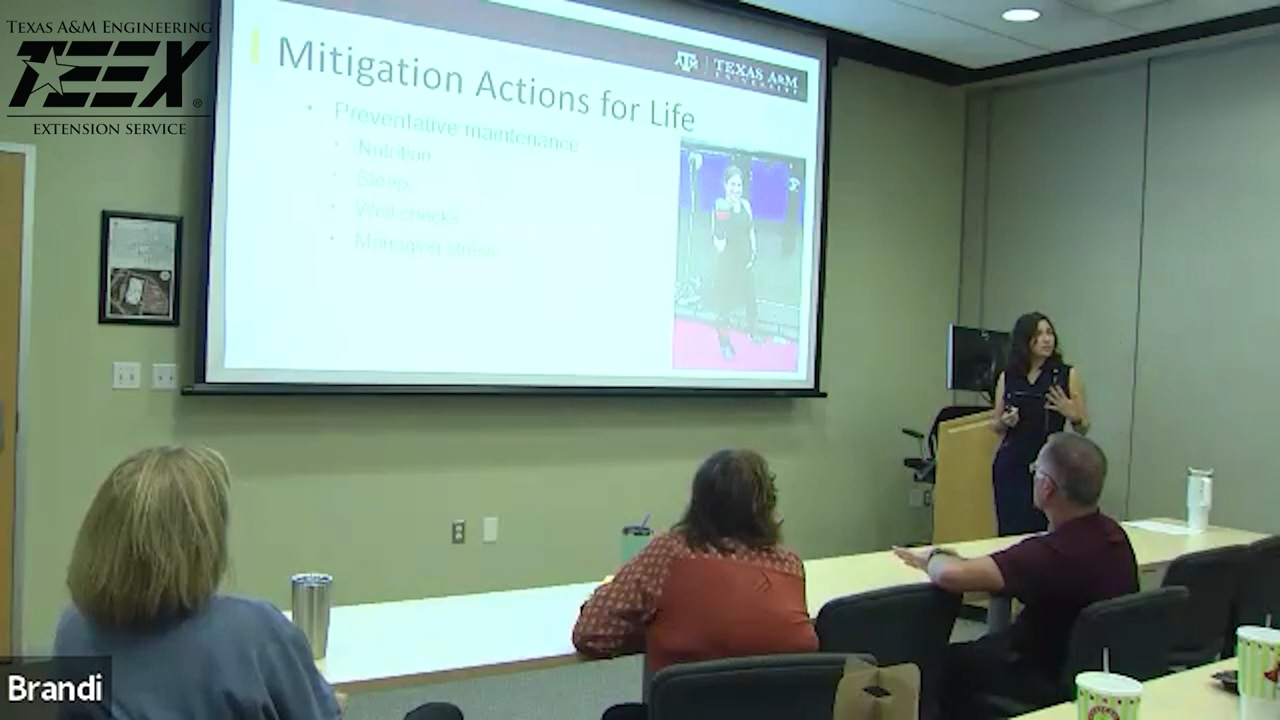 TEXAS A&M ENGINEERING
TEEX®
EXTENSION SERVICE
Mitigation Actions for Life
TEXAS A&M
UNIVERSITY
Preventative maintenance
Nutrition
Sleep
Well checks
Managing stress
Brandi